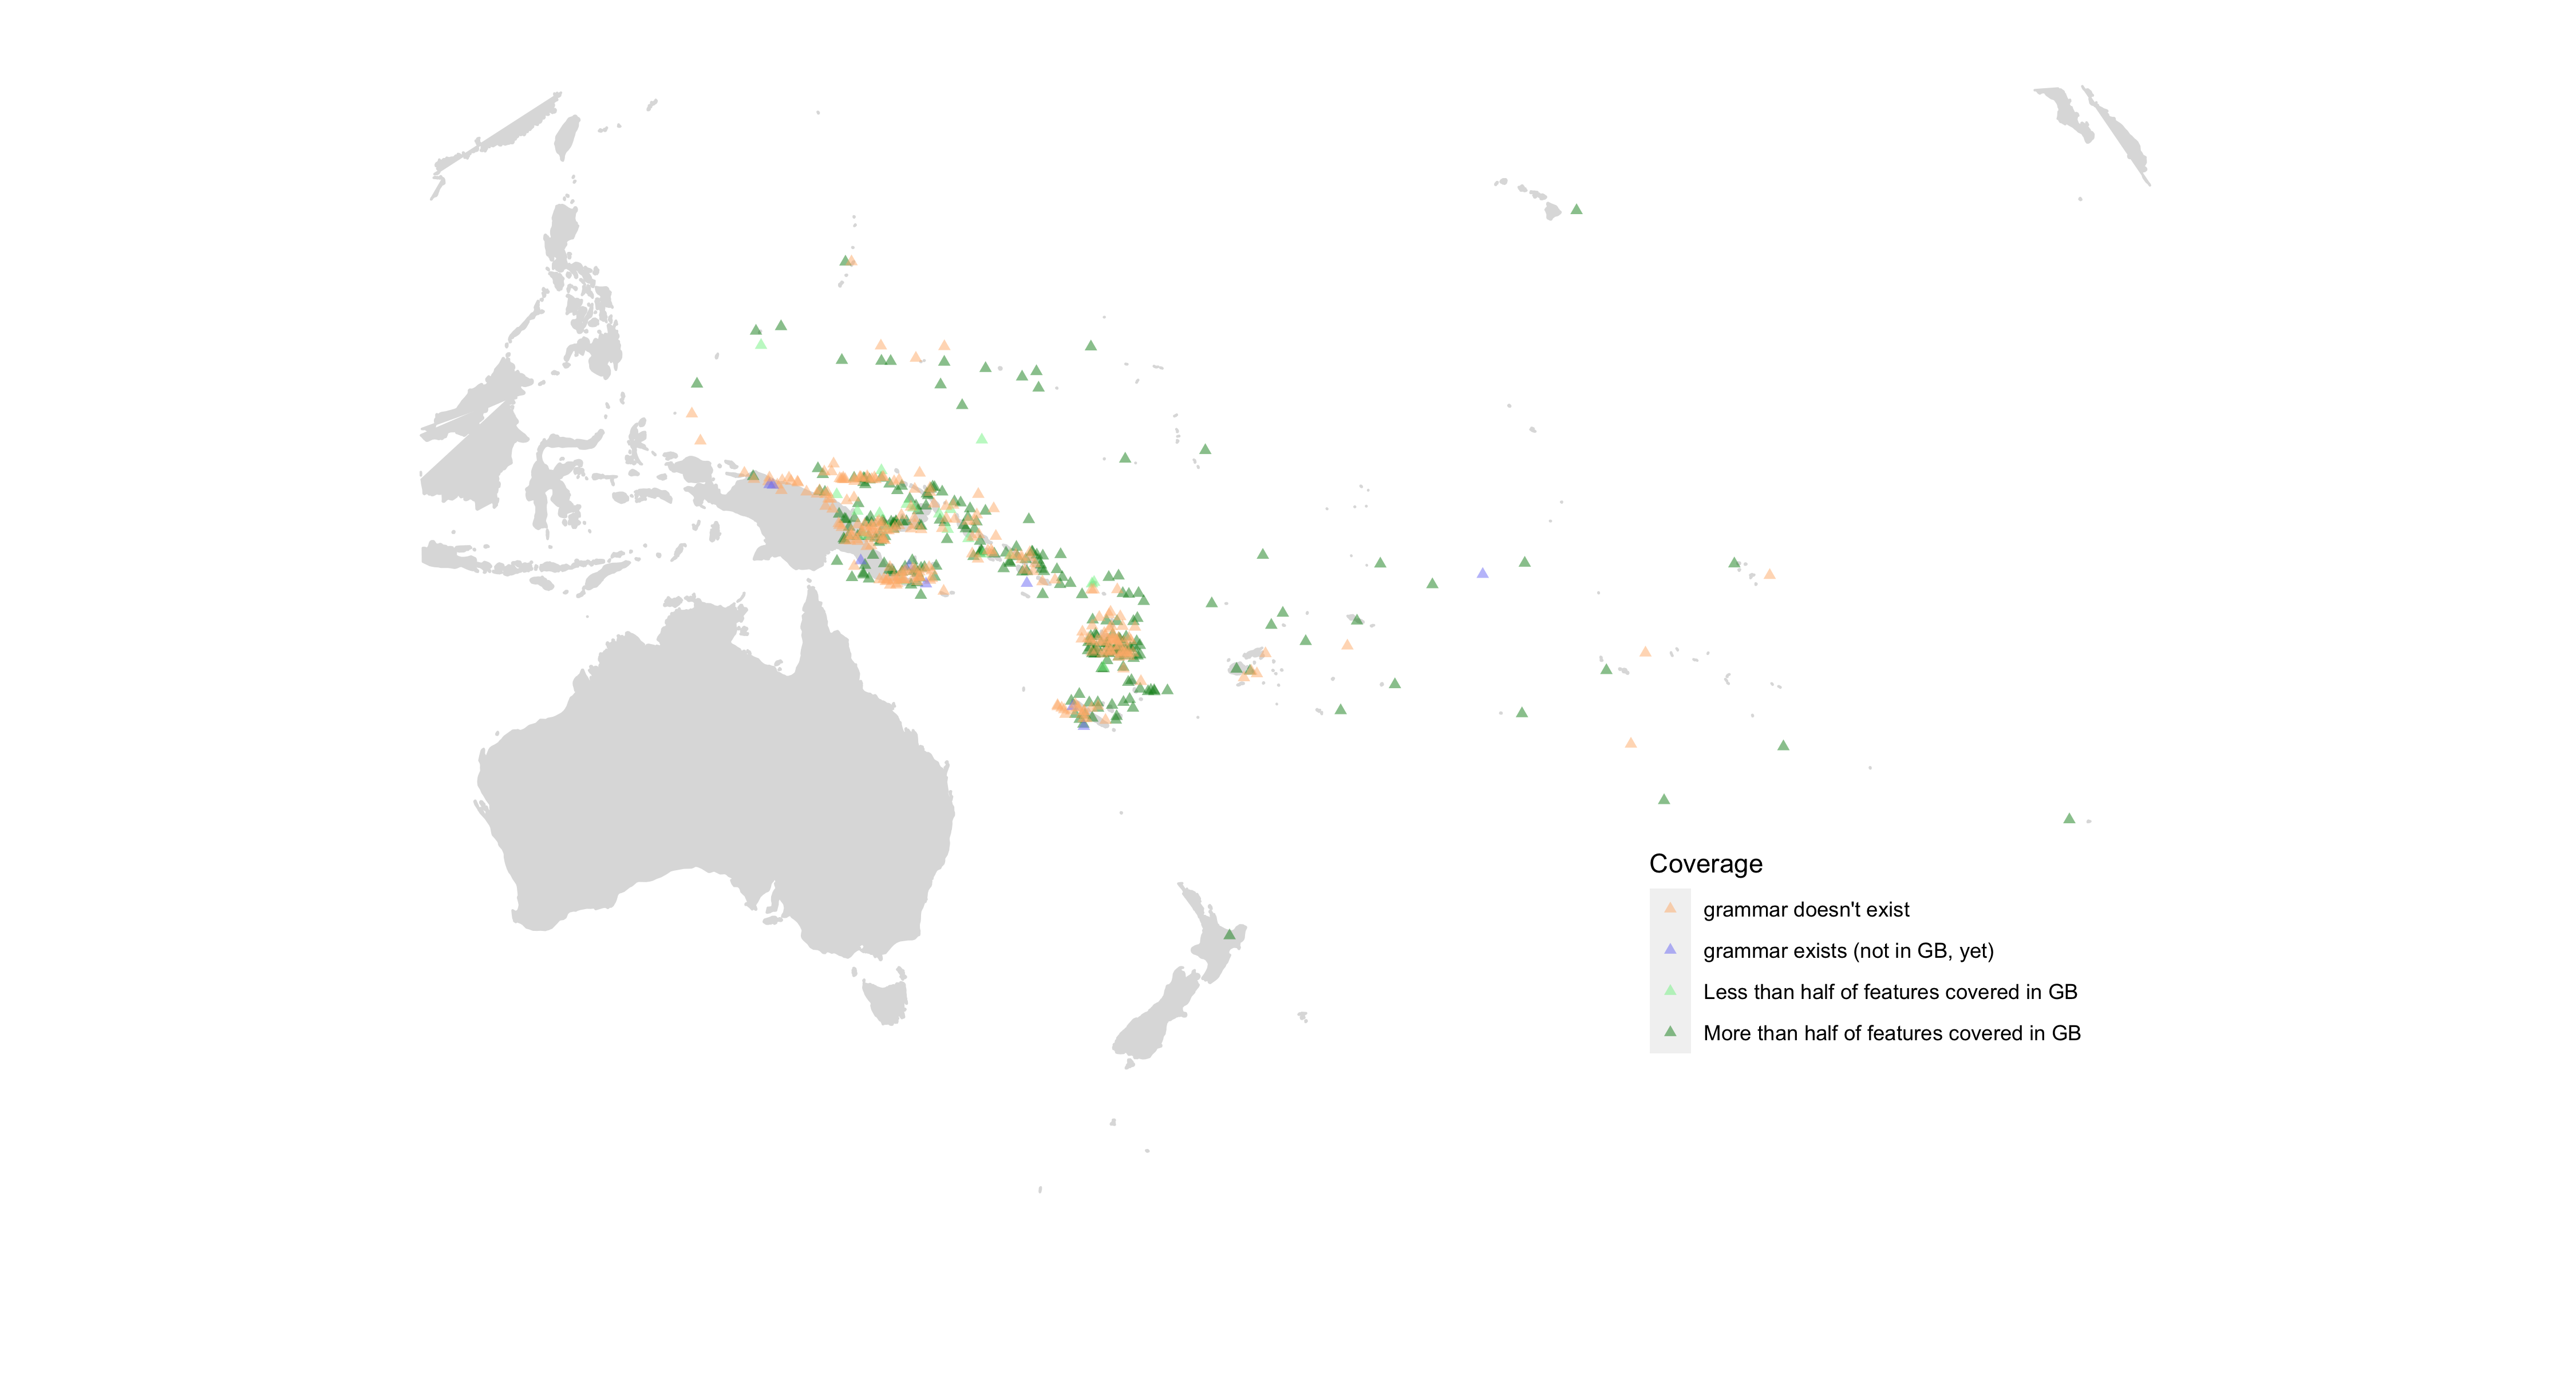 Coverage
grammar doesn't exist
grammar exists (not in GB, yet)
Less than half of features covered in GB
More than half of features covered in GB